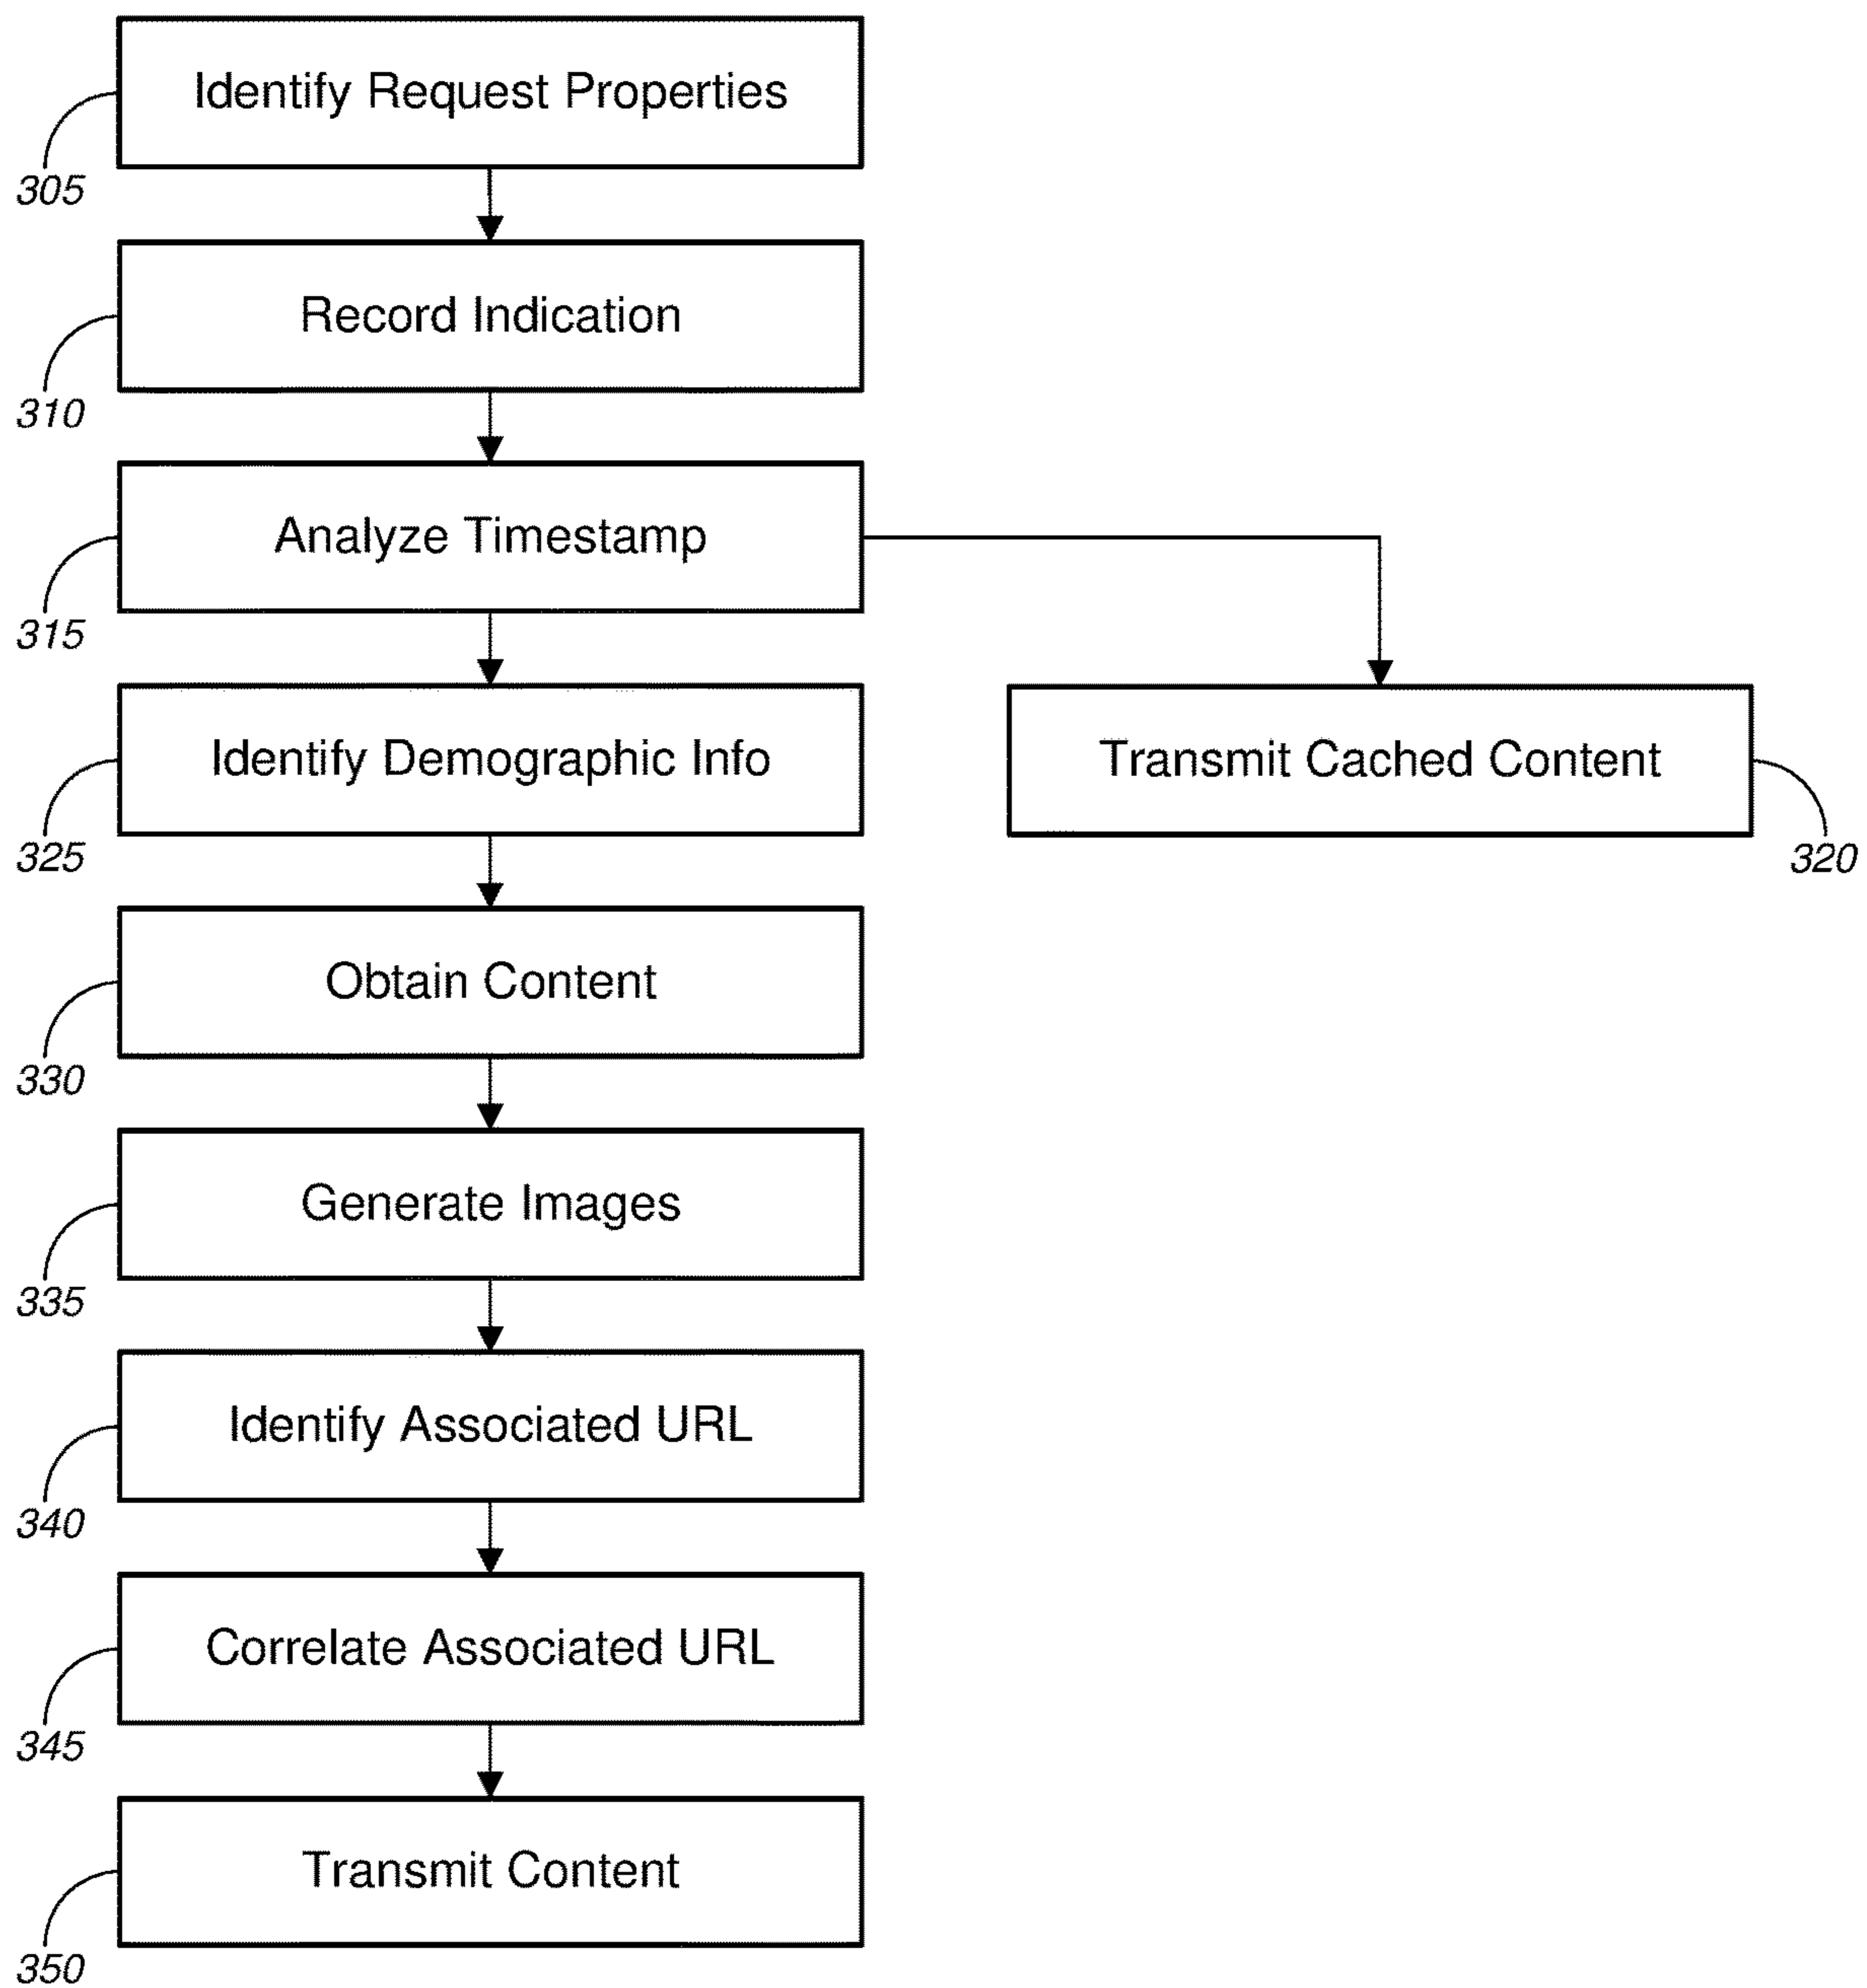 Identify Request Properties
305
Record Indication
310
Analyze Timestamp
315
Identify Demographic Info
325
Transmit Cached Content
320
Obtain Content
330
Generate Images
335
Identify Associated URL
340
Correlate Associated URL
345
Transmit Content
350